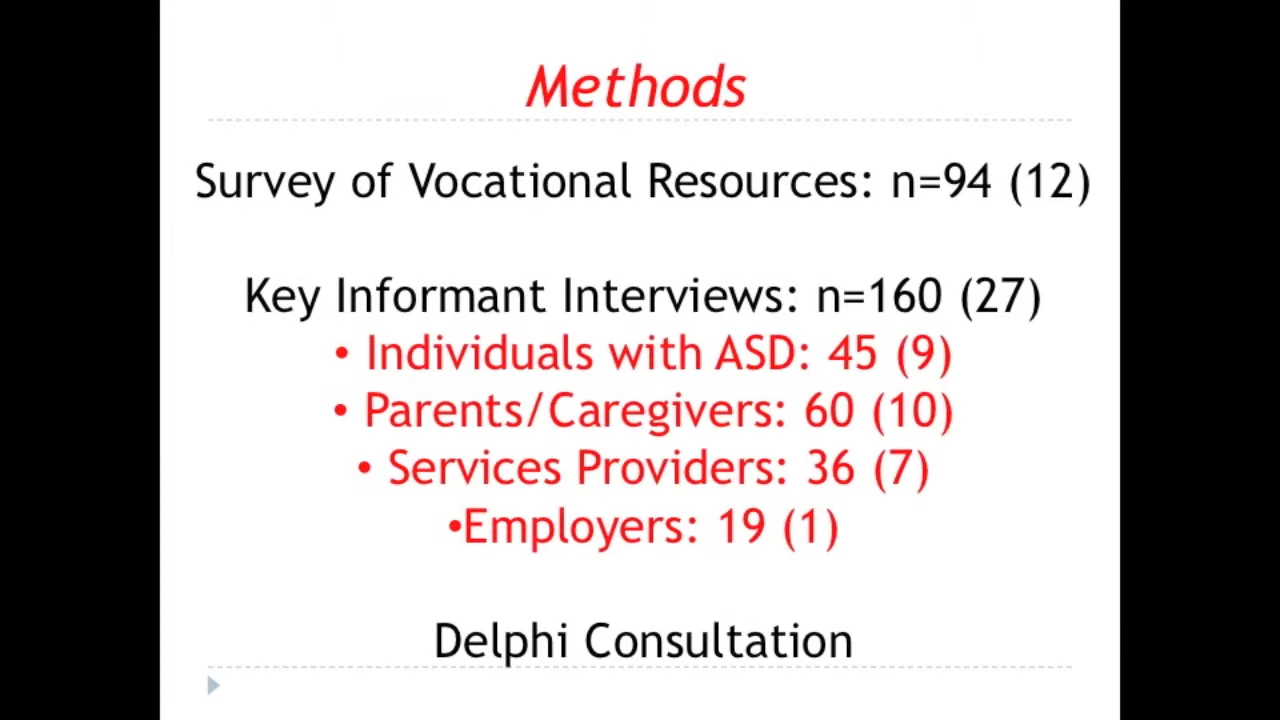 Methods
Survey of Vocational Resources: n=94 (12)
Key Informant Interviews: n=160 (27)
• Individuals with ASD: 45 (9)
• Parents/Caregivers: 60 (10)
• Services Providers: 36 (7)
•Employers: 19 (1)
Delphi Consultation